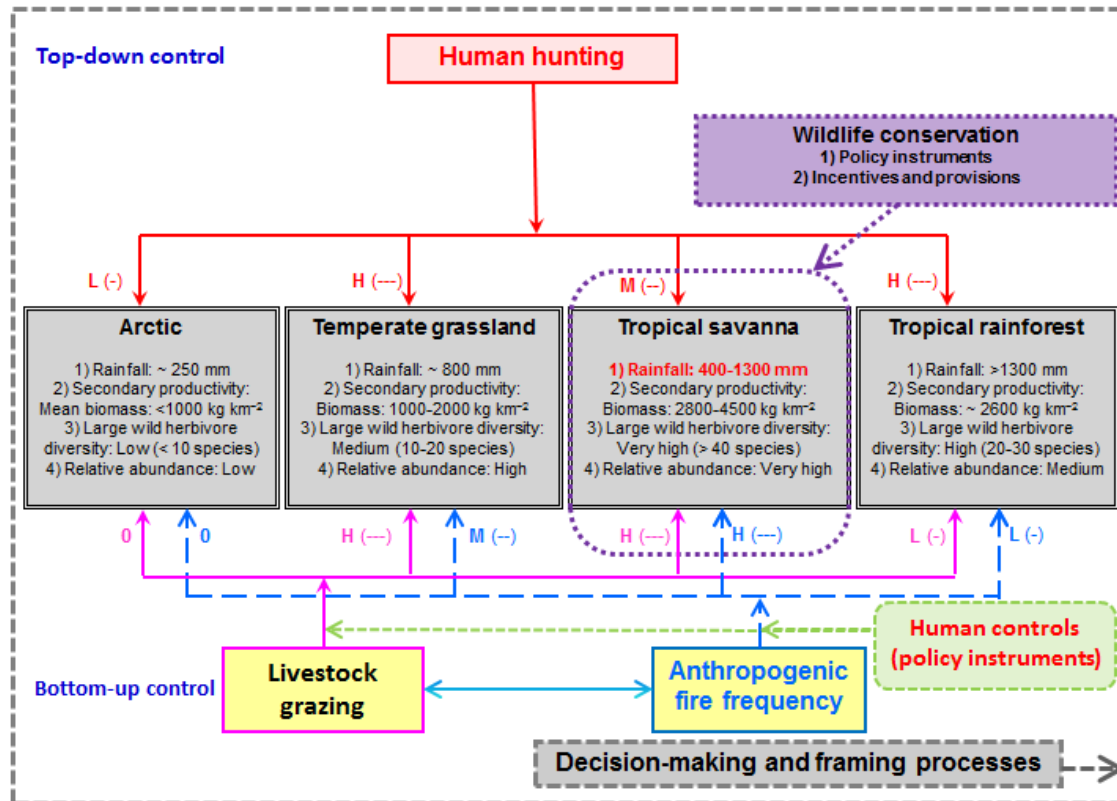 Top-down control
Human hunting
Wildlife conservation
1) Policy instruments
2) Incentives and provisions
L (-)
H (---)
M (--)
H (---)
Arctic
1) Rainfall: ~ 250 mm
2) Secondary productivity:
Mean biomass: <1000 kg km⁻²
3) Large wild herbivore
diversity: Low (< 10 species)
4) Relative abundance: Low
Temperate grassland
1) Rainfall: ~ 800 mm
2) Secondary productivity:
Biomass: 1000-2000 kg km⁻²
3) Large wild herbivore diversity:
Medium (10-20 species)
4) Relative abundance: High
Tropical savanna
1) Rainfall: 400-1300 mm
2) Secondary productivity:
Biomass: 2800-4500 kg km⁻²
3) Large wild herbivore diversity:
Very high (> 40 species)
4) Relative abundance: Very high
Tropical rainforest
1) Rainfall: >1300 mm
2) Secondary productivity:
Biomass: ~ 2600 kg km⁻²
3) Large wild herbivore
diversity: High (20-30 species)
4) Relative abundance: Medium
0
0
H (---)
M (--)
H (---)
H (---)
L (-)
L (-)
Human controls
(policy instruments)
Bottom-up control
Livestock
grazing
Anthropogenic
fire frequency
Decision-making and framing processes